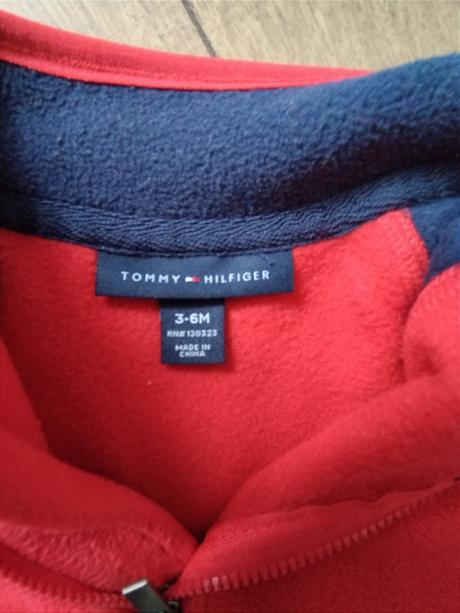 TOMMY HILFIGER
3-6M
RN# 130323
MADE IN
CHINA